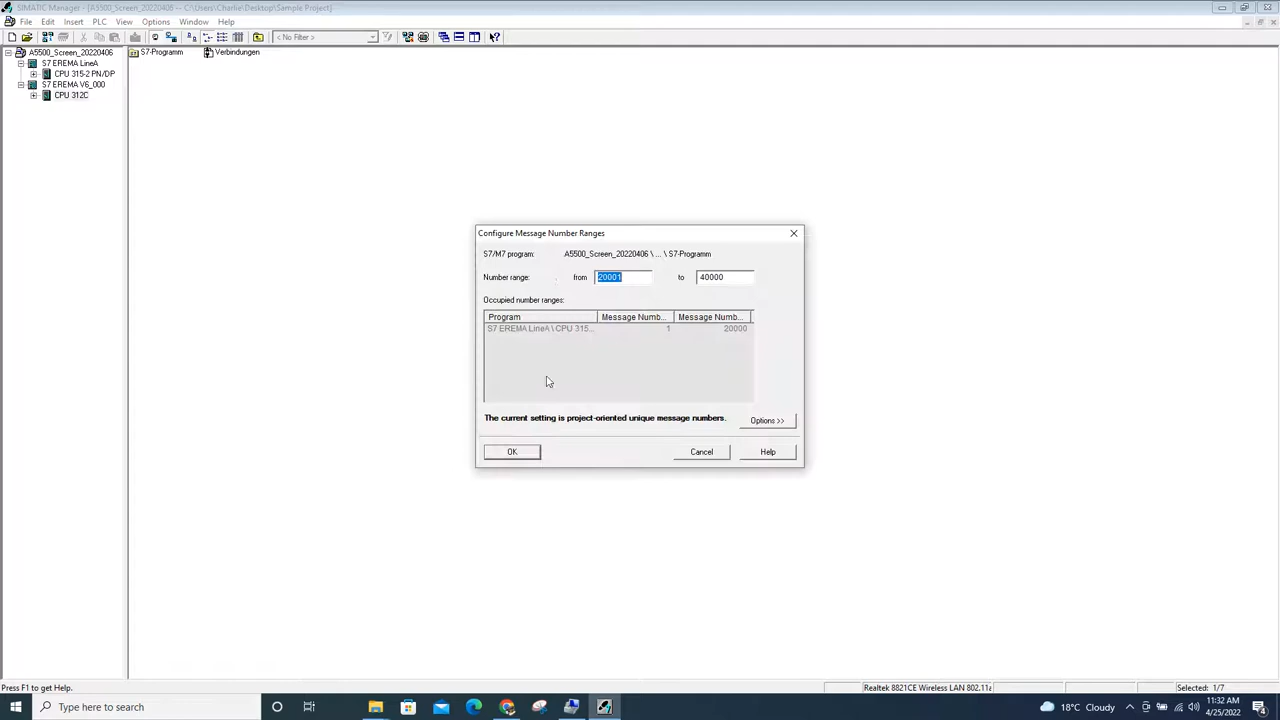 SIMATIC Manager - [A5500_Screen_20220406 -- C:\Users\Charlie\Desktop\Sample Project]
File Edit Insert PLC View Options Window Help
< No Filter >
A5500_Screen_20220406
S7 EREMA LineA
CPU 315-2 PN/DP
S7 EREMA V6_000
CPU 312C
S7-Programm
Verbindungen
Configure Message Number Ranges
S7/M7 program: A5500_Screen_20220406 \ ... \ S7-Programm
Number range: from 20001 to 40000
Occupied number ranges:
Program Message Numb... Message Numb...
S7 EREMA LineA \ CPU 315... 1 20000
The current setting is project-oriented unique message numbers.
Options >>
OK Cancel Help
Press F1 to get Help.
Realtek 8821CE Wireless LAN 802.11a
Selected: 1/7
Type here to search
18°C Cloudy
11:32 AM
4/25/2022
4